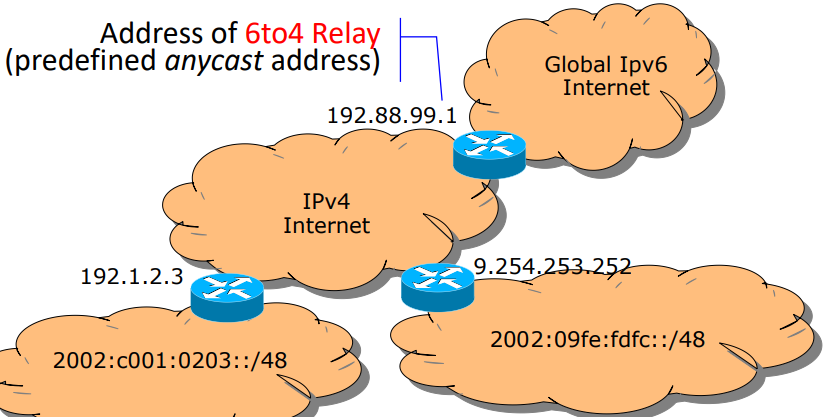 Address of 6to4 Relay
(predefined anycast address)
Global Ipv6
Internet
192.88.99.1
IPv4
Internet
192.1.2.3
9.254.253.252
2002:09fe:fdfc::/48
2002:c001:0203::/48